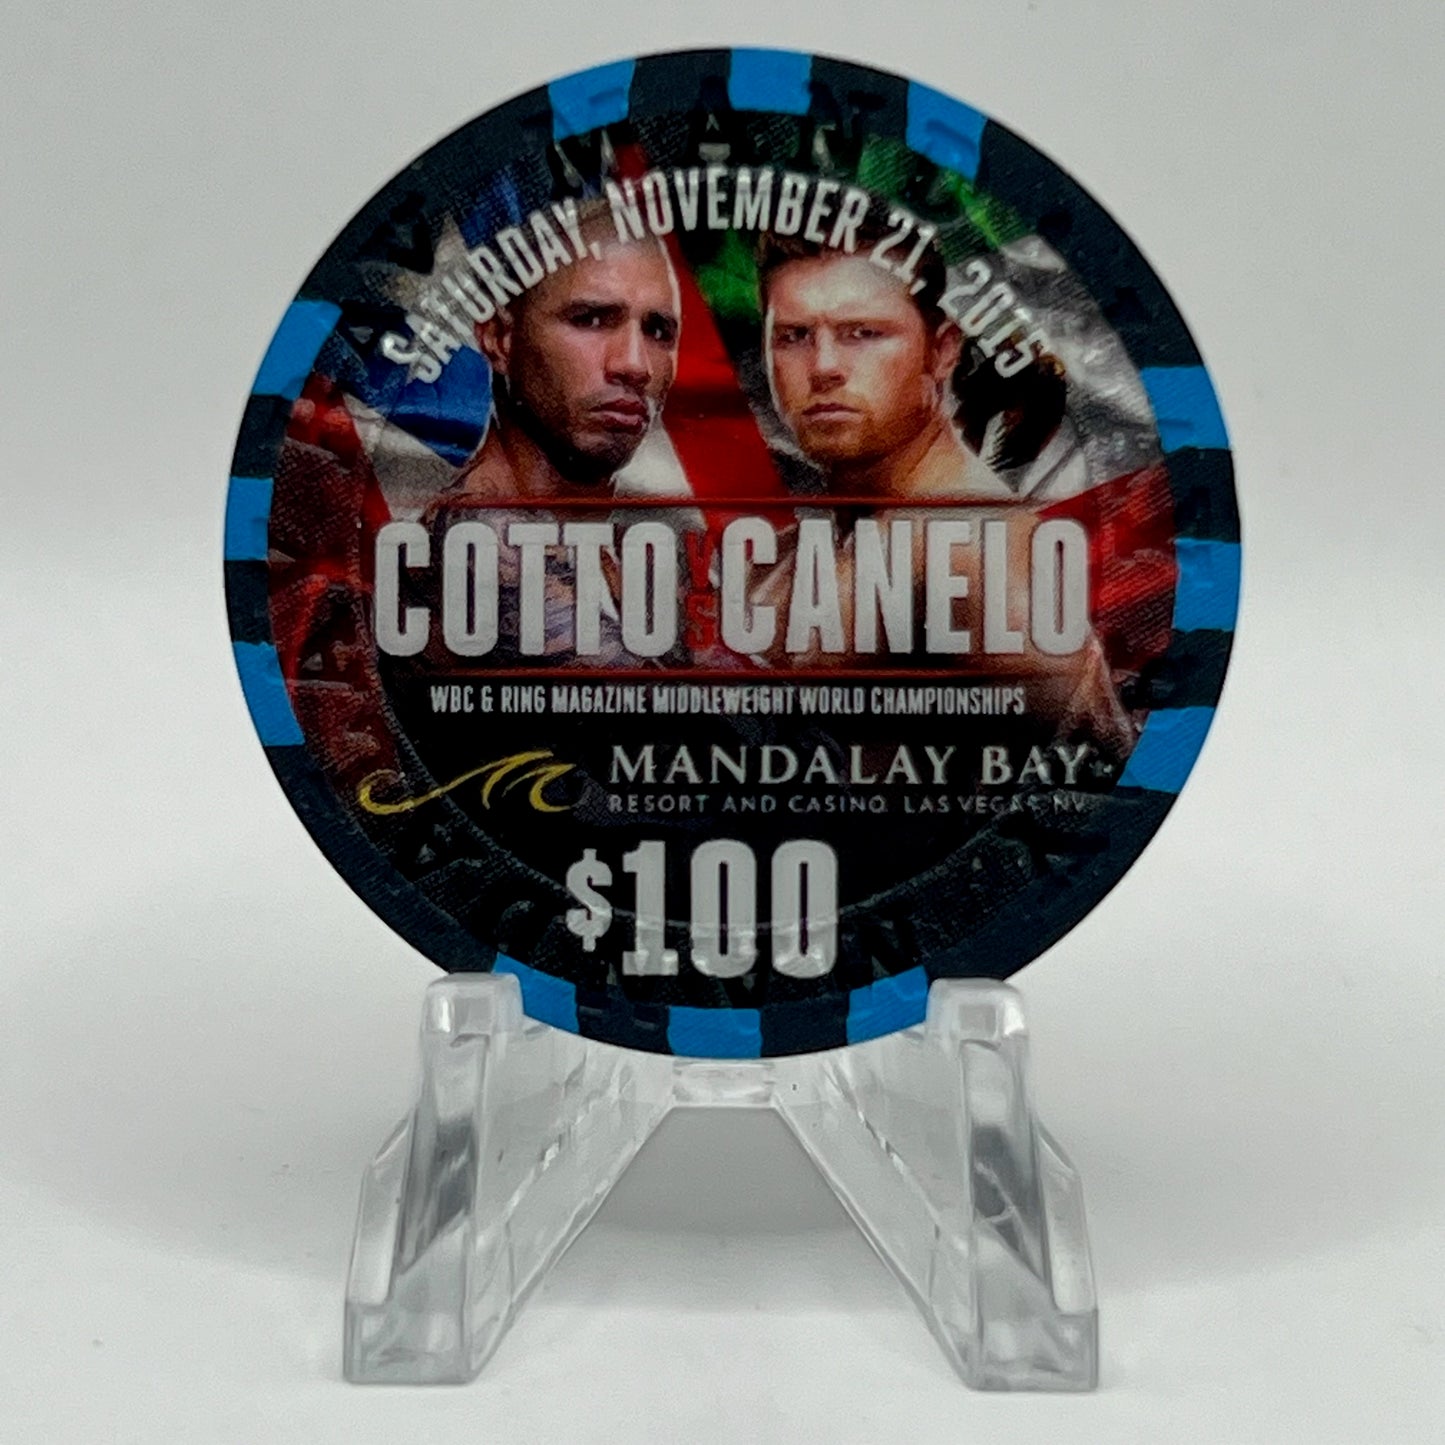 SATURDAY, NOVEMBER 21, 2015
COTTO VS CANELO
WBC & RING MAGAZINE MIDDLEWEIGHT WORLD CHAMPIONSHIPS
MANDALAY BAY
RESORT AND CASINO, LAS VEGAS, NV
$100